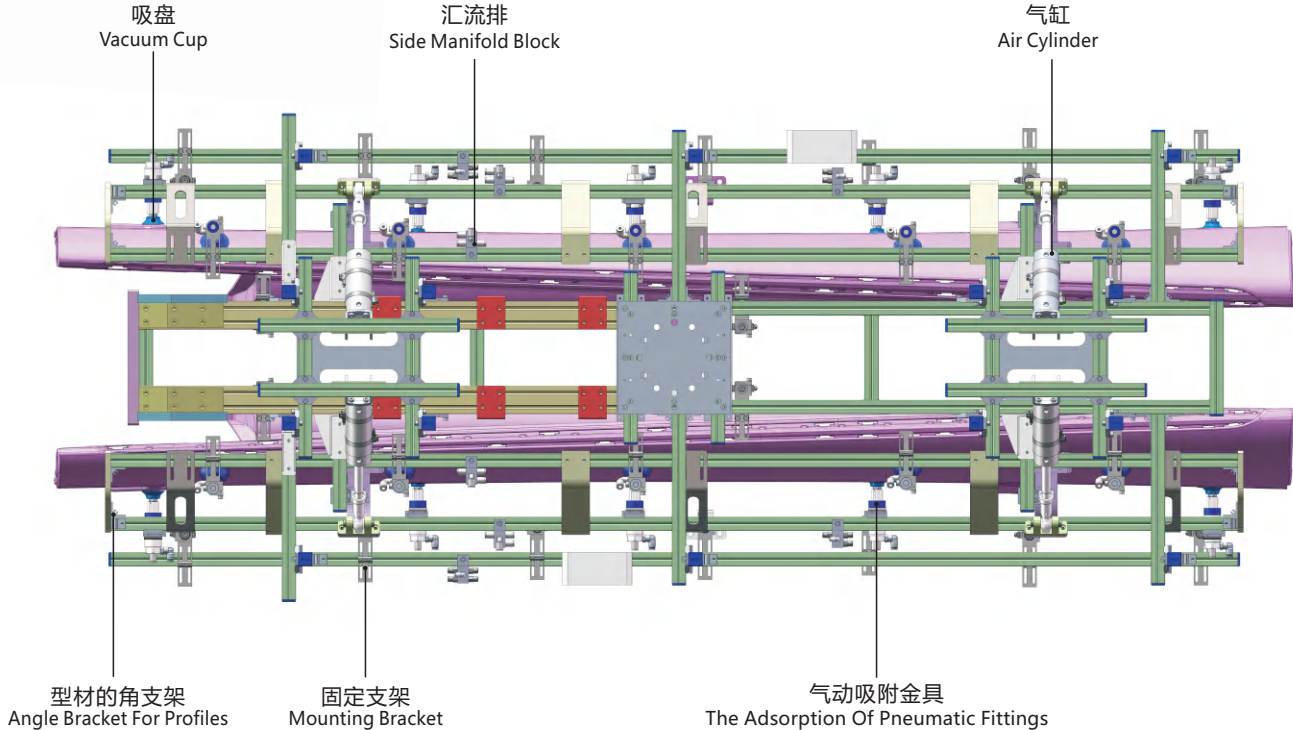 吸盘
Vacuum Cup
汇流排
Side Manifold Block
气缸
Air Cylinder
型材的角支架
Angle Bracket For Profiles
固定支架
Mounting Bracket
气动吸附金具
The Adsorption Of Pneumatic Fittings